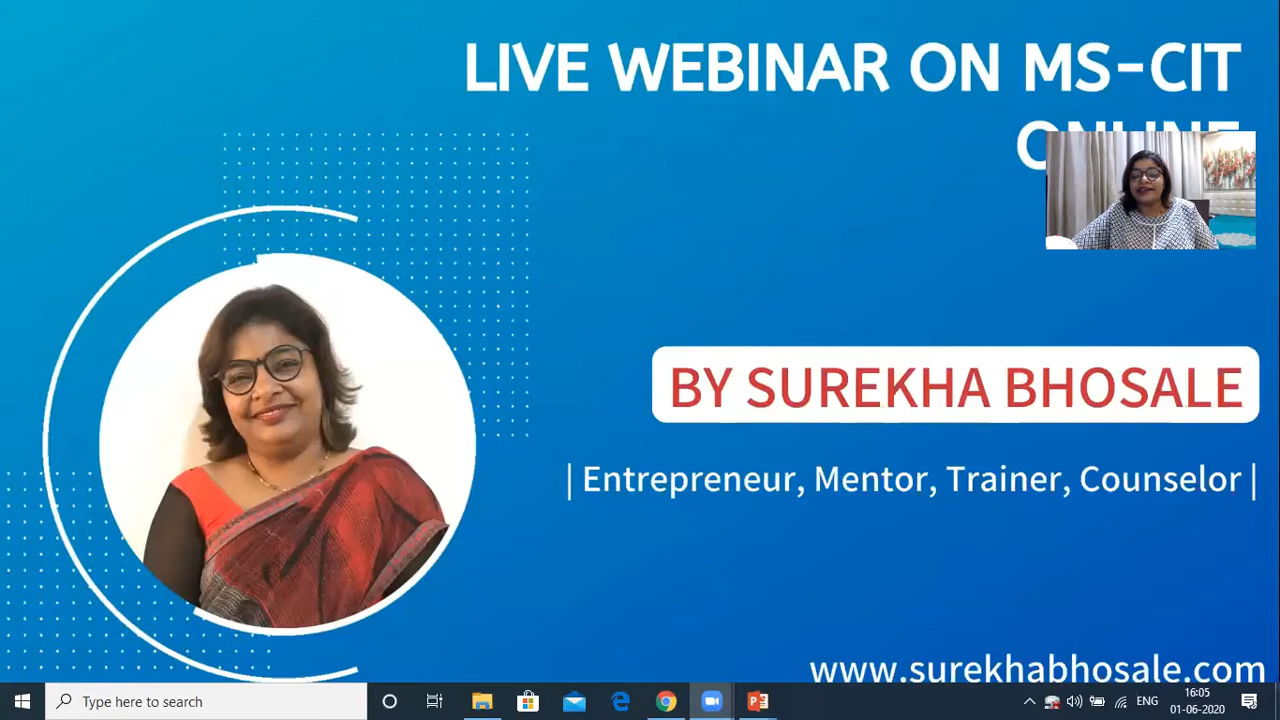 LIVE WEBINAR ON MS-CIT
ONLINE
BY SUREKHA BHOSALE
| Entrepreneur, Mentor, Trainer, Counselor |
www.surekhabhosale.com
Type here to search
ENG
16:05
01-06-2020